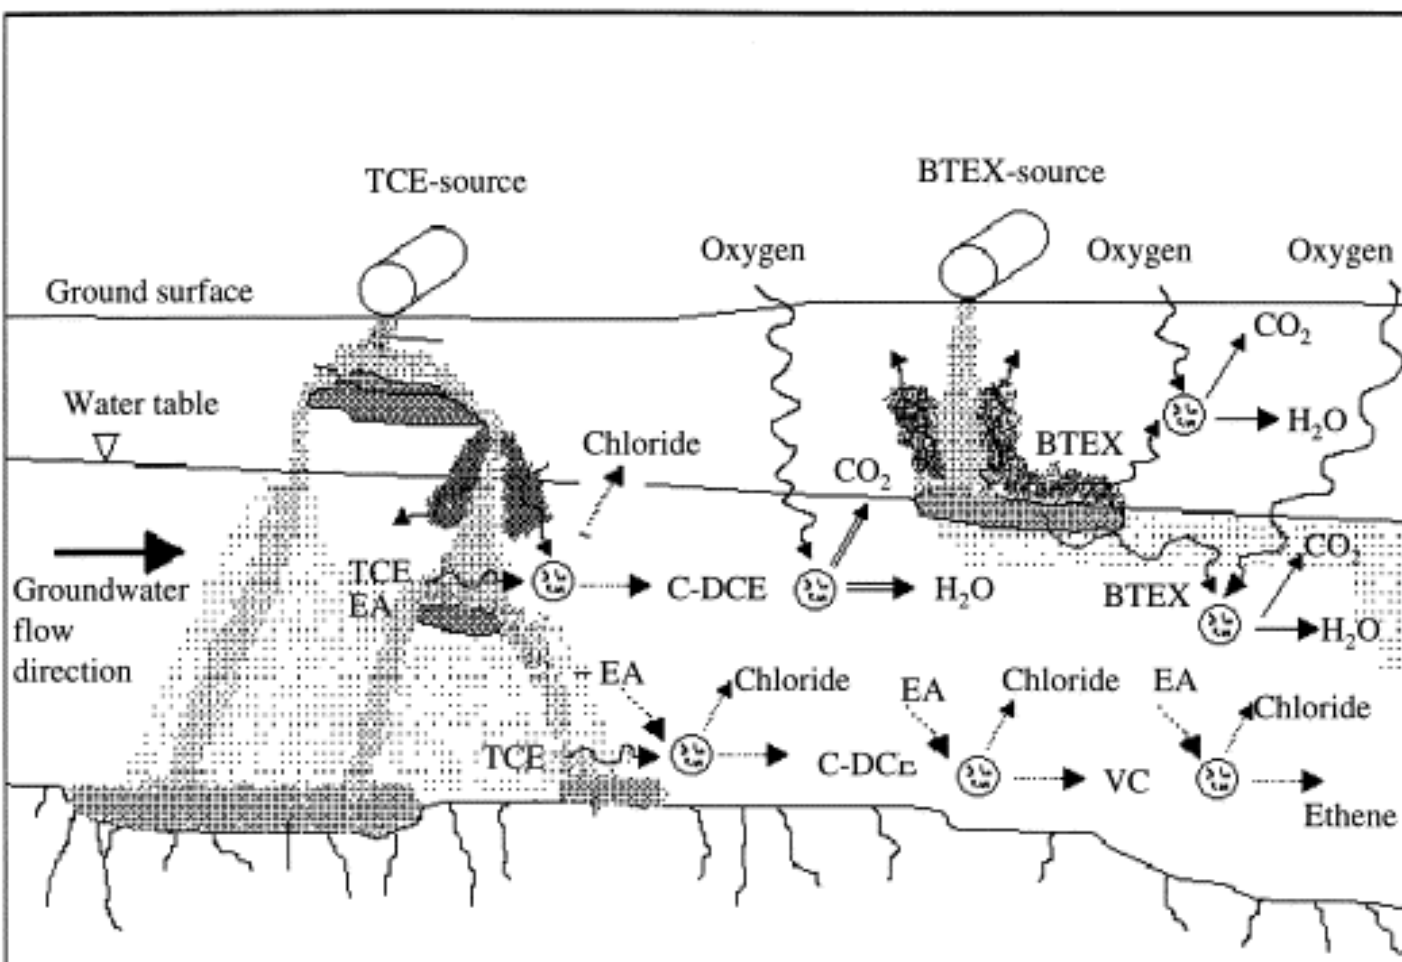 TCE-source
BTEX-source
Oxygen
Oxygen
Oxygen
Ground surface
CO₂
Water table
H₂O
Chloride
BTEX
CO₂
CO₂
Groundwater
flow
direction
TCE
EA
C-DCE
H₂O
BTEX
H₂O
EA
Chloride
EA
Chloride
EA
Chloride
TCE
C-DCE
VC
Ethene